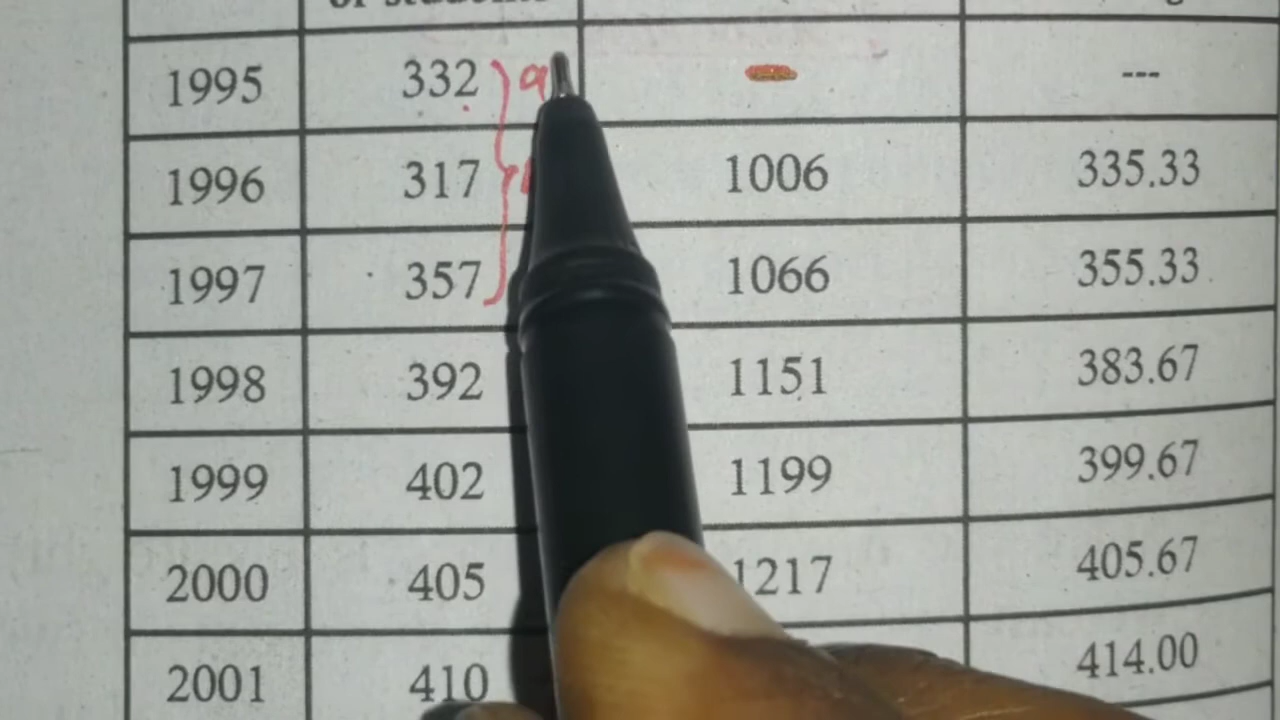 1995 332 - ---
1996 317 1006 335.33
1997 357 1066 355.33
1998 392 1151 383.67
1999 402 1199 399.67
2000 405 1217 405.67
2001 410 414.00